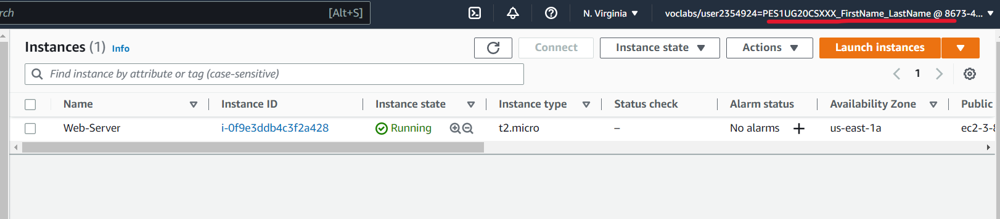 rch [Alt+S] N. Virginia voclabs/user2354924=PES1UG20CSXXX_FirstName_LastName @ 8673-4...
Instances (1) Info Connect Instance state Actions Launch instances
Find instance by attribute or tag (case-sensitive) 1
Name Instance ID Instance state Instance type Status check Alarm status Availability Zone Public
Web-Server i-0f9e3ddb4c3f2a428 Running t2.micro – No alarms + us-east-1a ec2-3-8